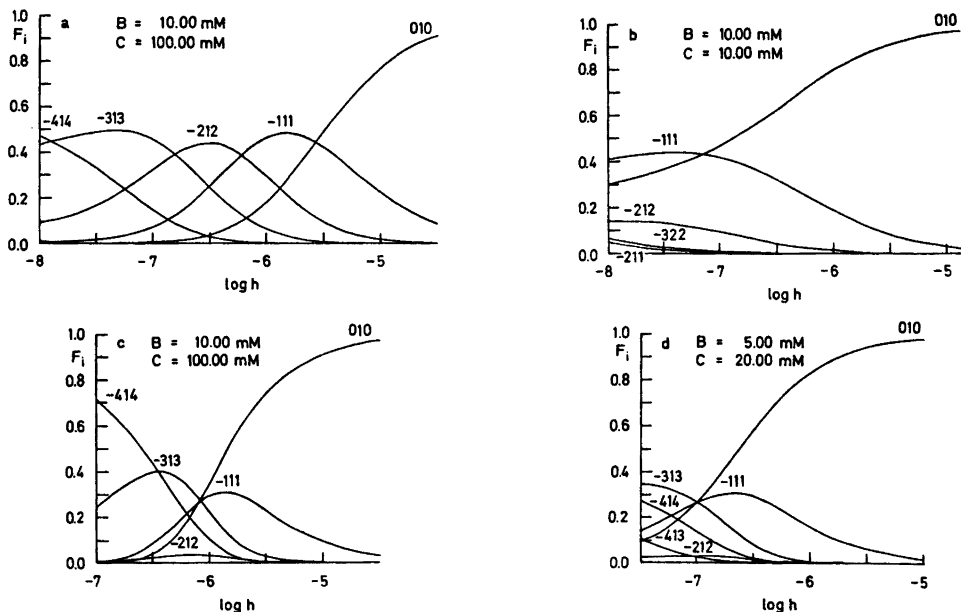 a
B = 10.00 mM
C = 100.00 mM
010
1.0
Fi
0.8
0.6
0.4
0.2
0.0
-414
-313
-212
-111
-8
-7
-6
-5
log h
b
B = 10.00 mM
C = 10.00 mM
010
1.0
Fi
0.8
0.6
0.4
0.2
0.0
-111
-212
-322
-211
-8
-7
-6
-5
log h
c
B = 10.00 mM
C = 100.00 mM
010
1.0
Fi
0.8
0.6
0.4
0.2
0.0
-414
-313
-111
-212
-7
-6
-5
log h
d
B = 5.00 mM
C = 20.00 mM
010
1.0
Fi
0.8
0.6
0.4
0.2
0.0
-313
-111
-414
-413
-212
-7
-6
-5
log h